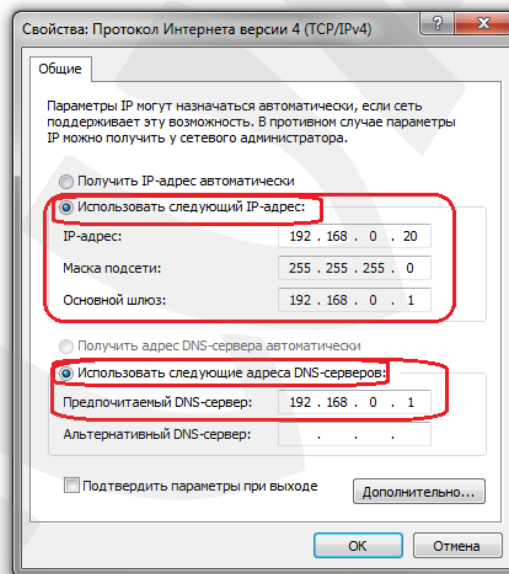 Свойства: Протокол Интернета версии 4 (TCP/IPv4)
?
Общие
Параметры IP могут назначаться автоматически, если сеть
поддерживает эту возможность. В противном случае параметры
IP можно получить у сетевого администратора.
Получить IP-адрес автоматически
Использовать следующий IP-адрес:
IP-адрес: 192 . 168 . 0 . 20
Маска подсети: 255 . 255 . 255 . 0
Основной шлюз: 192 . 168 . 0 . 1
Получить адрес DNS-сервера автоматически
Использовать следующие адреса DNS-серверов:
Предпочитаемый DNS-сервер: 192 . 168 . 0 . 1
Альтернативный DNS-сервер: . . .
Подтвердить параметры при выходе
Дополнительно...
OK Отмена